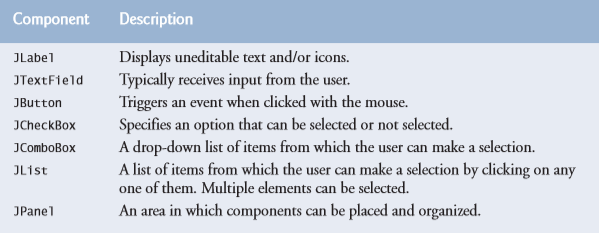 Component Description
JLabel Displays uneditable text and/or icons.
JTextField Typically receives input from the user.
JButton Triggers an event when clicked with the mouse.
JCheckBox Specifies an option that can be selected or not selected.
JComboBox A drop-down list of items from which the user can make a selection.
JList A list of items from which the user can make a selection by clicking on any
one of them. Multiple elements can be selected.
JPanel An area in which components can be placed and organized.